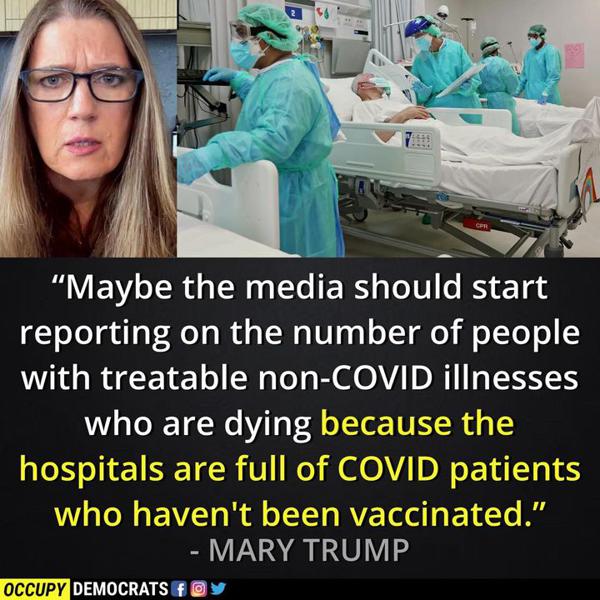 CPR
“Maybe the media should start
reporting on the number of people
with treatable non-COVID illnesses
who are dying because the
hospitals are full of COVID patients
who haven't been vaccinated.”
- MARY TRUMP
OCCUPY DEMOCRATS